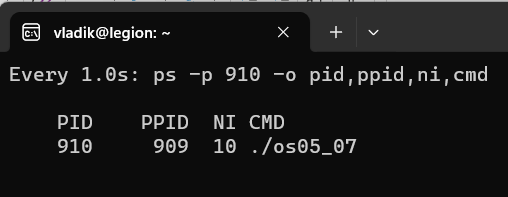 vladik@legion: ~
Every 1.0s: ps -p 910 -o pid,ppid,ni,cmd
PID PPID NI CMD
910 909 10 ./os05_07